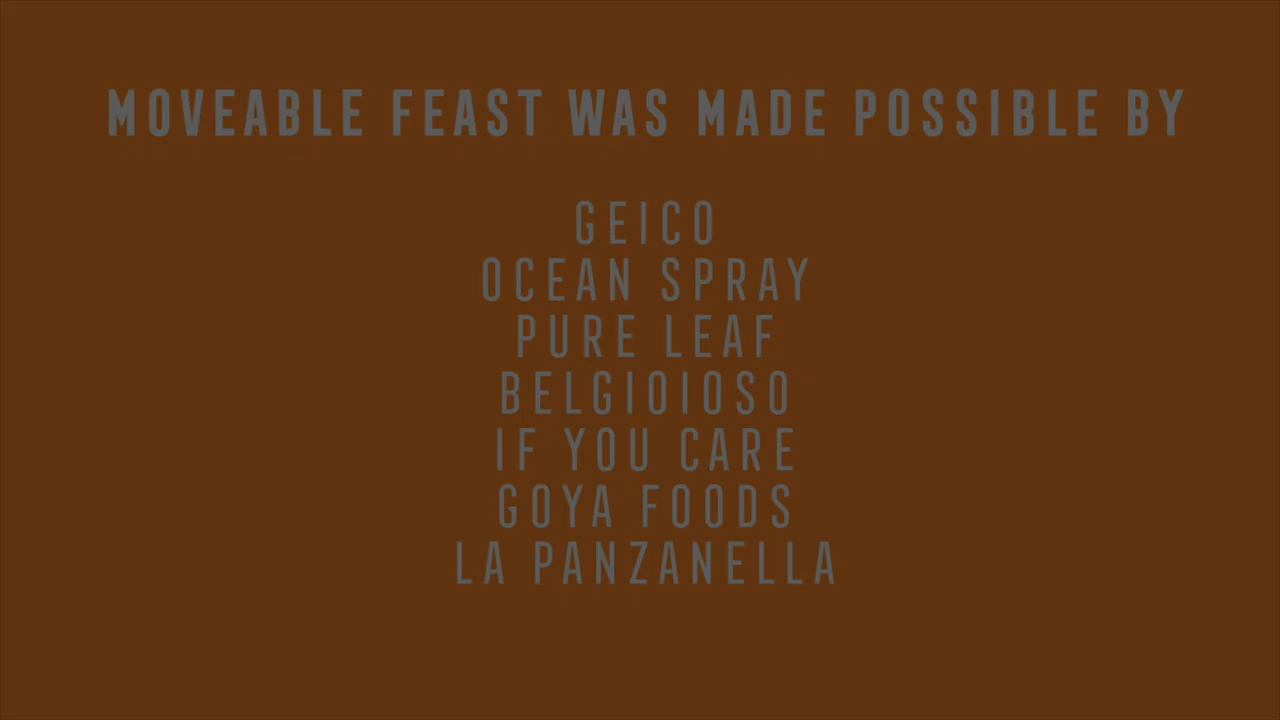 MOVEABLE FEAST WAS MADE POSSIBLE BY
GEICO
OCEAN SPRAY
PURE LEAF
BELGIOIOSO
IF YOU CARE
GOYA FOODS
LA PANZANELLA